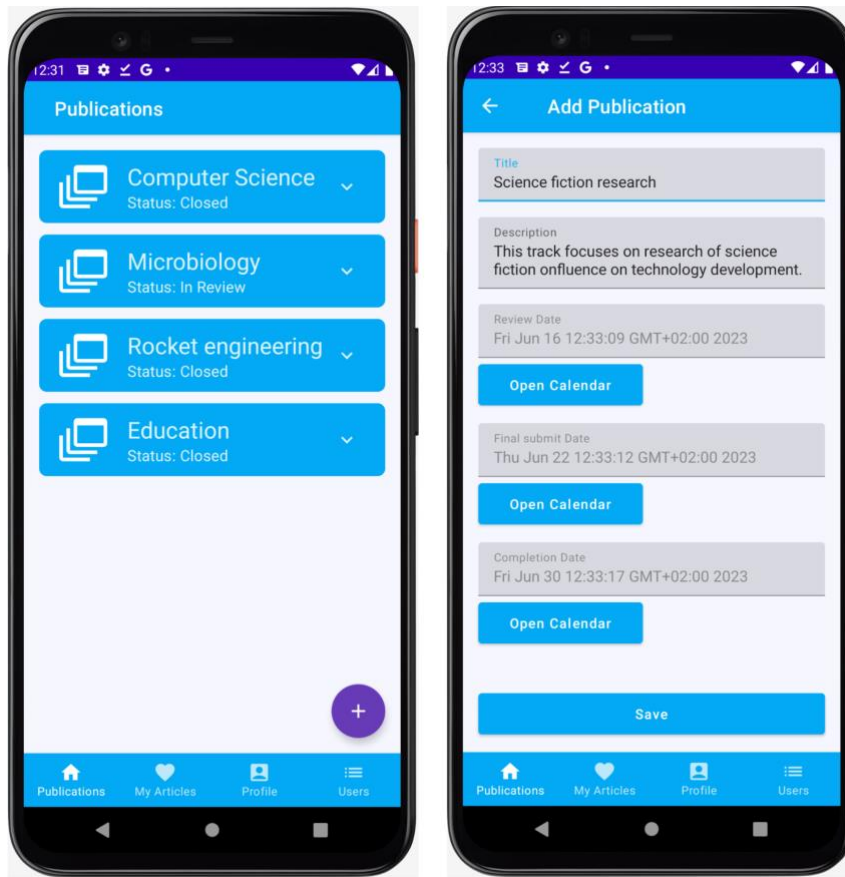 12:31
Publications
Computer Science
Status: Closed
Microbiology
Status: In Review
Rocket engineering
Status: Closed
Education
Status: Closed
+
Publications My Articles Profile Users
12:33
Add Publication
Title
Science fiction research
Description
This track focuses on research of science
fiction onfluence on technology development.
Review Date
Fri Jun 16 12:33:09 GMT+02:00 2023
Open Calendar
Final submit Date
Thu Jun 22 12:33:12 GMT+02:00 2023
Open Calendar
Completion Date
Fri Jun 30 12:33:17 GMT+02:00 2023
Open Calendar
Save
Publications My Articles Profile Users